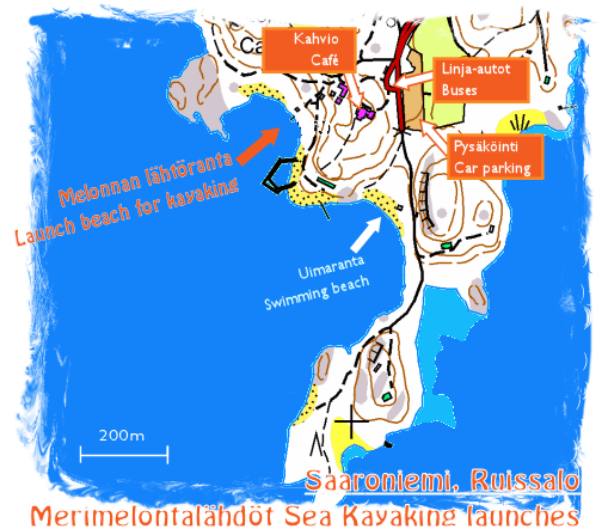 Ca
Kahvio
Café
Linja-autot
Buses
Pysäköinti
Car parking
Melonnan lähtöranta
Launch beach for kayaking
Uimaranta
Swimming beach
200m
N
Saaroniemi, Ruissalo
Merimelontalähdöt Sea Kayaking launches